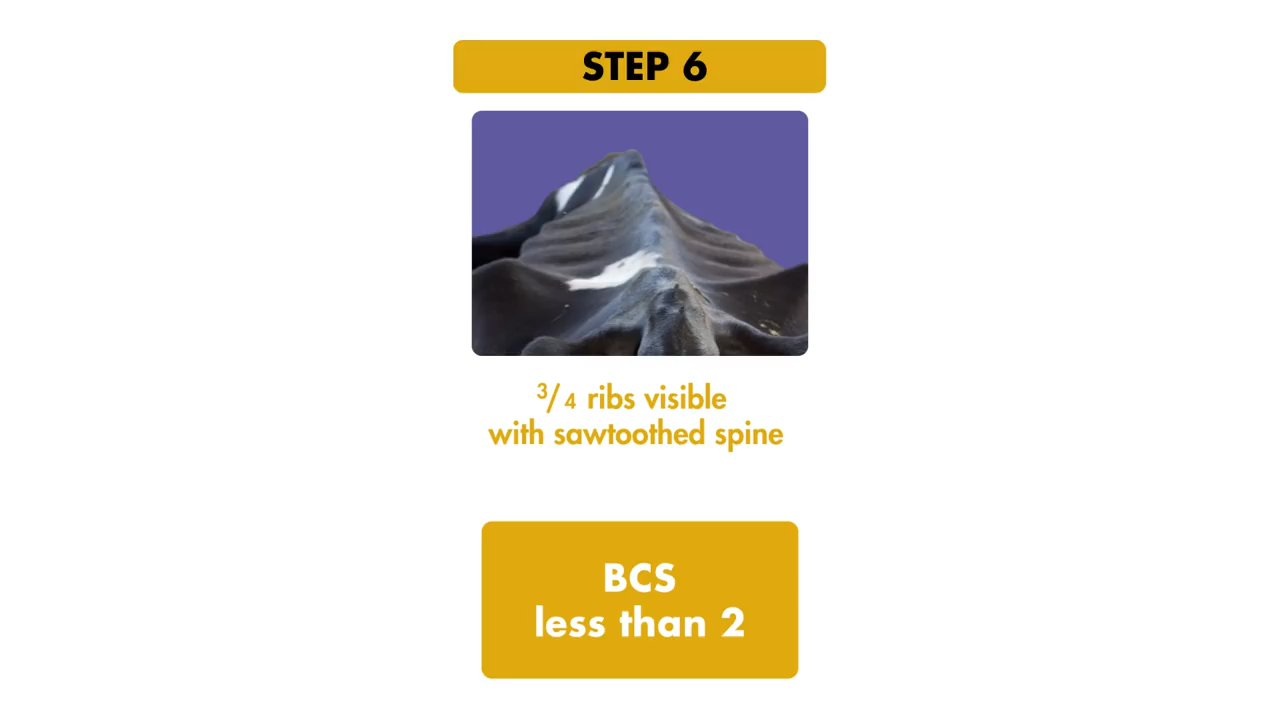 STEP 6
3/4 ribs visible
with sawtoothed spine
BCS
less than 2